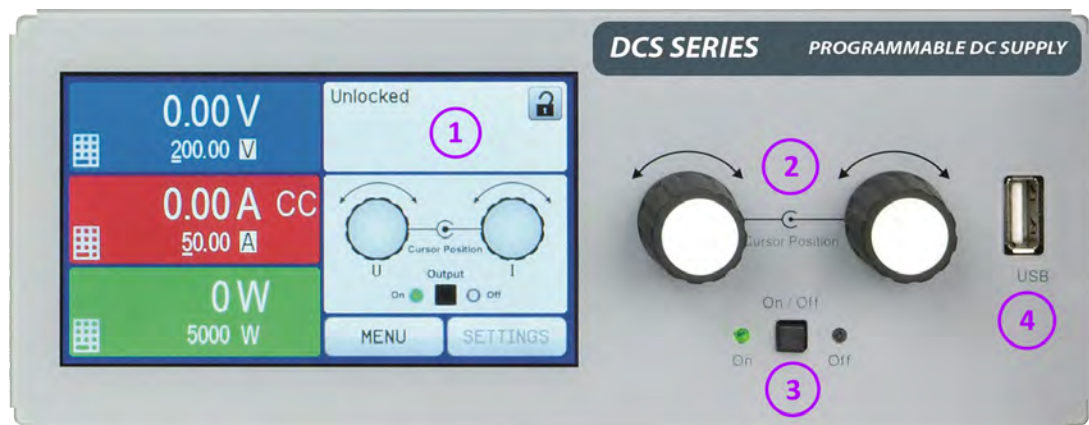 DCS SERIES PROGRAMMABLE DC SUPPLY
0.00 V
200.00 V
0.00 A CC
50.00 A
0 W
5000 W
Unlocked
1
Cursor Position
U I
Output
On Off
MENU SETTINGS
2
Cursor Position
On / Off
On Off
3
USB
4